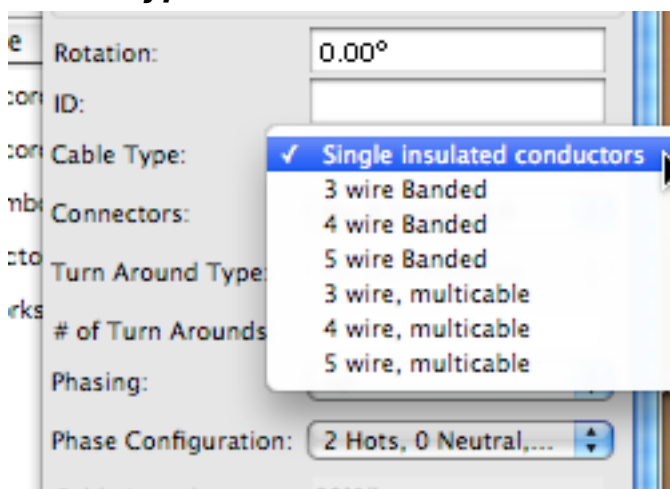 Rotation: 0.00°
ID:
Cable Type: ✓ Single insulated conductors
3 wire Banded
4 wire Banded
5 wire Banded
3 wire, multicable
4 wire, multicable
5 wire, multicable
Connectors:
Turn Around Type:
# of Turn Arounds
Phasing:
Phase Configuration: 2 Hots, 0 Neutral,...